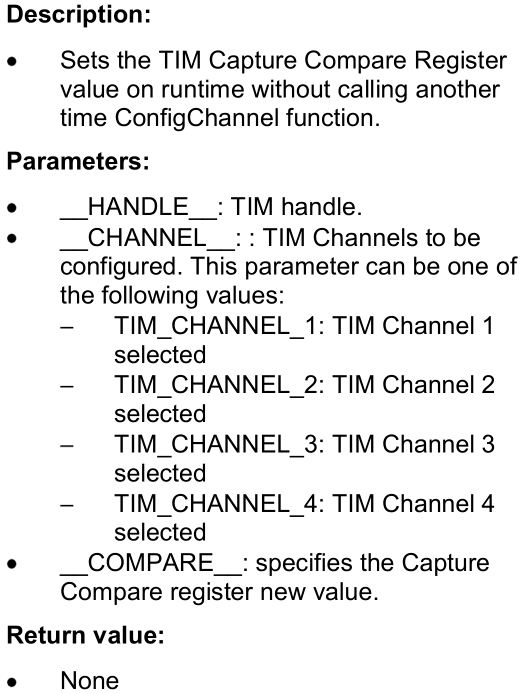 Description:
• Sets the TIM Capture Compare Register
value on runtime without calling another
time ConfigChannel function.
Parameters:
• __HANDLE__: TIM handle.
• __CHANNEL__: : TIM Channels to be
configured. This parameter can be one of
the following values:
– TIM_CHANNEL_1: TIM Channel 1
selected
– TIM_CHANNEL_2: TIM Channel 2
selected
– TIM_CHANNEL_3: TIM Channel 3
selected
– TIM_CHANNEL_4: TIM Channel 4
selected
• __COMPARE__: specifies the Capture
Compare register new value.
Return value:
• None